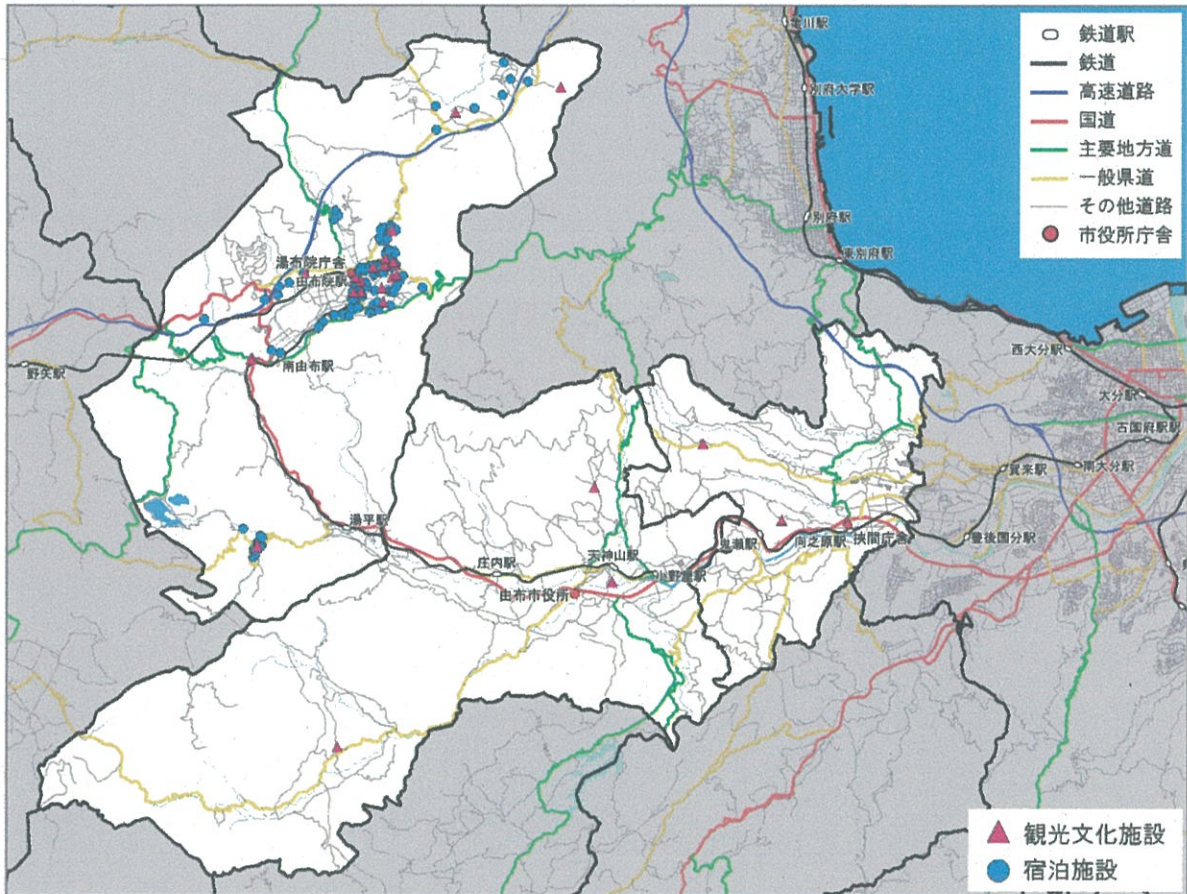 鉄道駅
鉄道
高速道路
国道
主要地方道
一般県道
その他道路
市役所庁舎
別府大学駅
別府駅
東別府駅
湯布院庁舎
由布院駅
南由布駅
野矢駅
西大分駅
大分駅
古国府駅
賀来駅
南大分駅
豊後国分駅
湯平駅
庄内駅
天神山駅
小野屋駅
鬼瀬駅
向之原駅
挾間庁舎
由布市役所
観光文化施設
宿泊施設